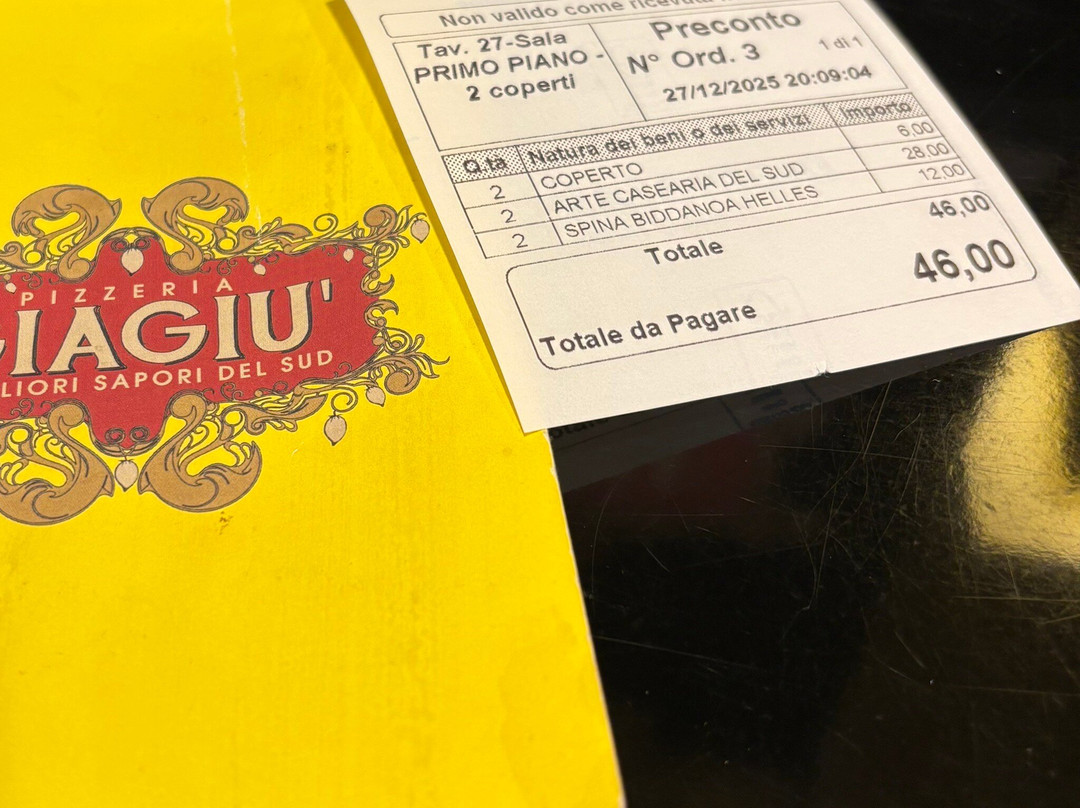 PIZZERIA
IAGIU'
LIORI SAPORI DEL SUD
Non valido come ricevuta
Tav. 27-Sala
PRIMO PIANO -
2 coperti
Preconto
N° Ord. 3 1 di 1
27/12/2025 20:09:04
Q.ta Natura dei beni o dei servizi Importo
2 COPERTO 6,00
2 ARTE CASEARIA DEL SUD 28,00
2 SPINA BIDDANOA HELLES 12,00
Totale 46,00
Totale da Pagare 46,00